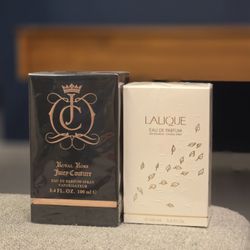 JC
ROYAL ROSE
Juicy Couture
EAU DE PARFUM SPRAY
VAPORISATEUR
3.4 FL. OZ. 100 ml e
LALIQUE
EAU DE PARFUM